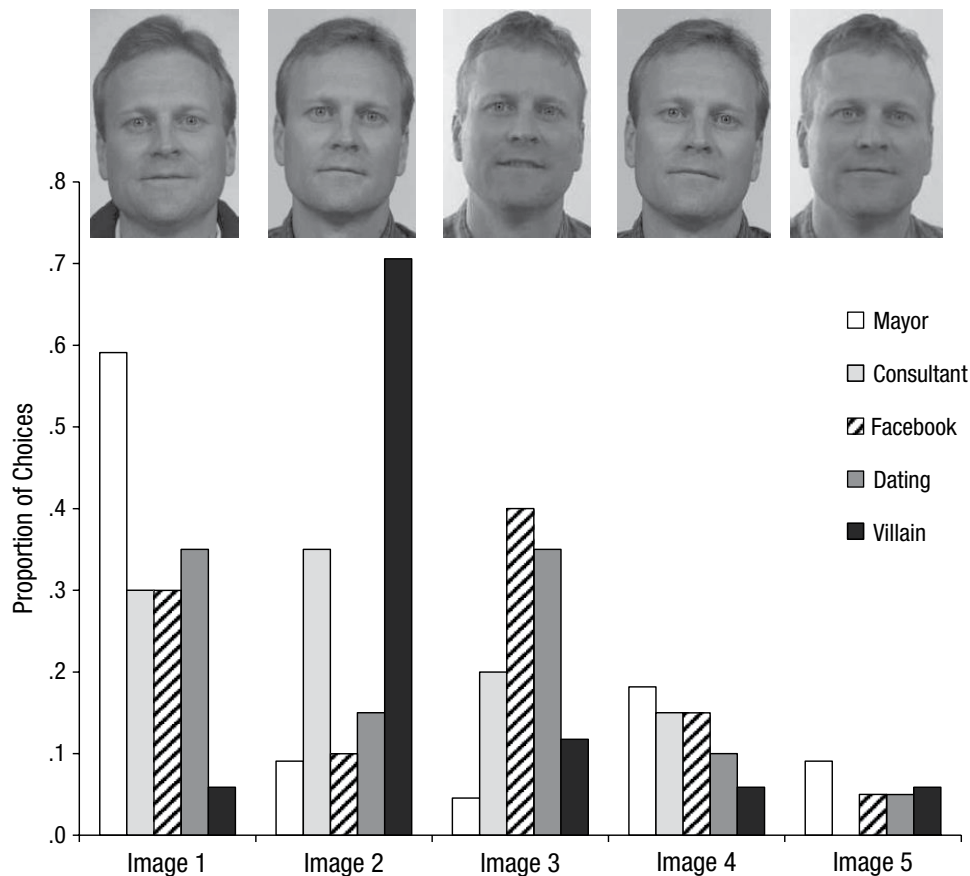 .8
.7
.6
.5
.4
.3
.2
.1
.0
Proportion of Choices
Mayor
Consultant
Facebook
Dating
Villain
Image 1
Image 2
Image 3
Image 4
Image 5